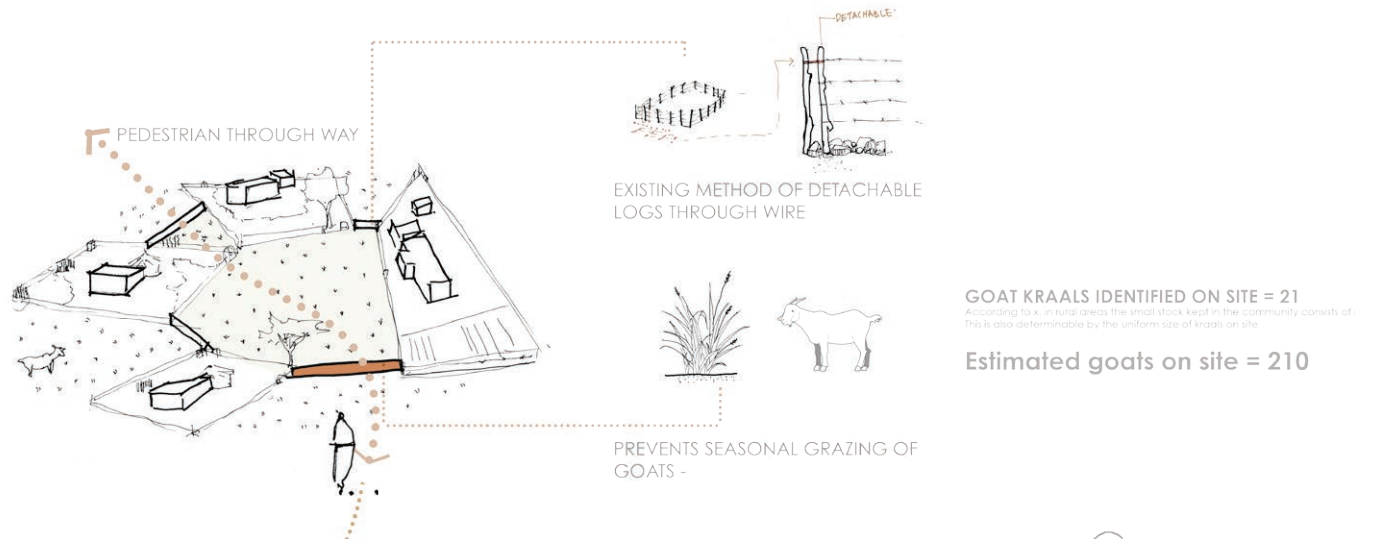 DETACHABLE
PEDESTRIAN THROUGH WAY
EXISTING METHOD OF DETACHABLE
LOGS THROUGH WIRE
GOAT KRAALS IDENTIFIED ON SITE = 21
According to x. in rural areas the small stock kept in the community consists of
This is also determinable by the uniform size of kraals on site
Estimated goats on site = 210
PREVENTS SEASONAL GRAZING OF
GOATS -